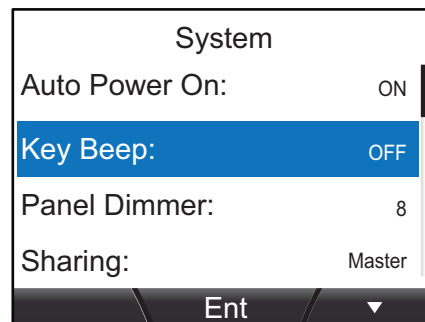 System
Auto Power On: ON
Key Beep: OFF
Panel Dimmer: 8
Sharing: Master
Ent